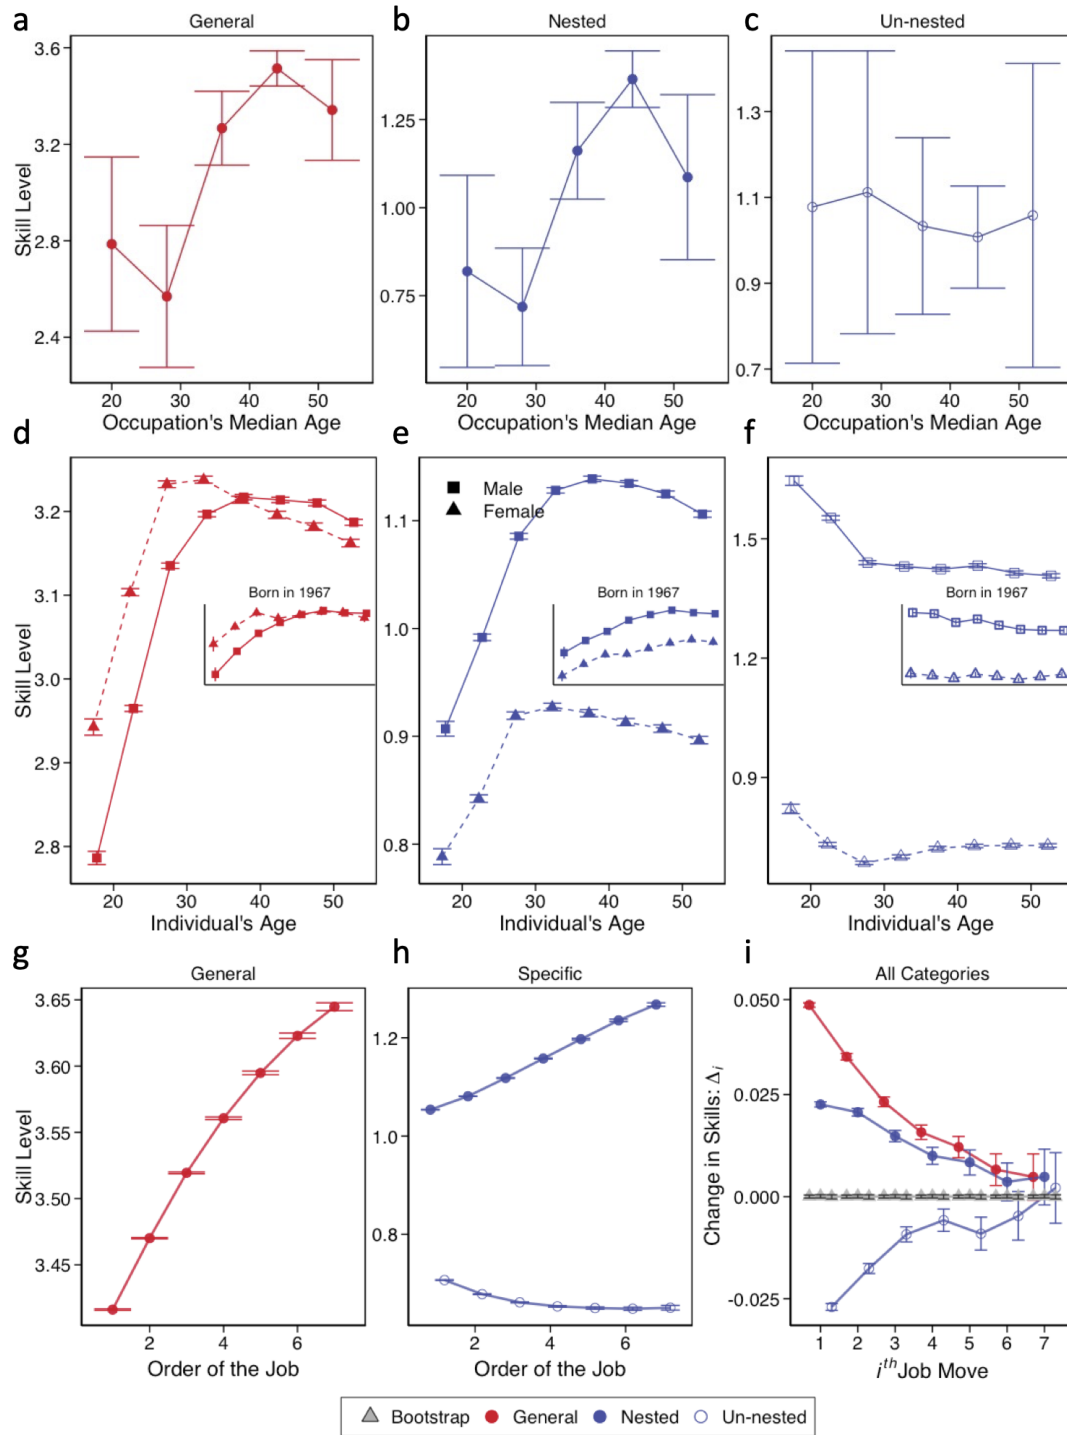 a
General
b
Nested
c
Un-nested
Skill Level
3.6
3.2
2.8
2.4
1.25
1.00
0.75
1.3
1.1
0.9
0.7
20 30 40 50
20 30 40 50
20 30 40 50
Occupation's Median Age
Occupation's Median Age
Occupation's Median Age
d
e
f
Skill Level
3.2
3.1
3.0
2.9
2.8
Born in 1967
1.1
1.0
0.9
0.8
Male
Female
Born in 1967
1.5
1.2
0.9
Born in 1967
20 30 40 50
20 30 40 50
20 30 40 50
Individual's Age
Individual's Age
Individual's Age
g
General
h
Specific
i
All Categories
Skill Level
3.65
3.60
3.55
3.50
3.45
1.2
1.0
0.8
Change in Skills: Δi
0.050
0.025
0.000
-0.025
2 4 6
2 4 6
1 2 3 4 5 6 7
Order of the Job
Order of the Job
ith Job Move
Bootstrap General Nested Un-nested